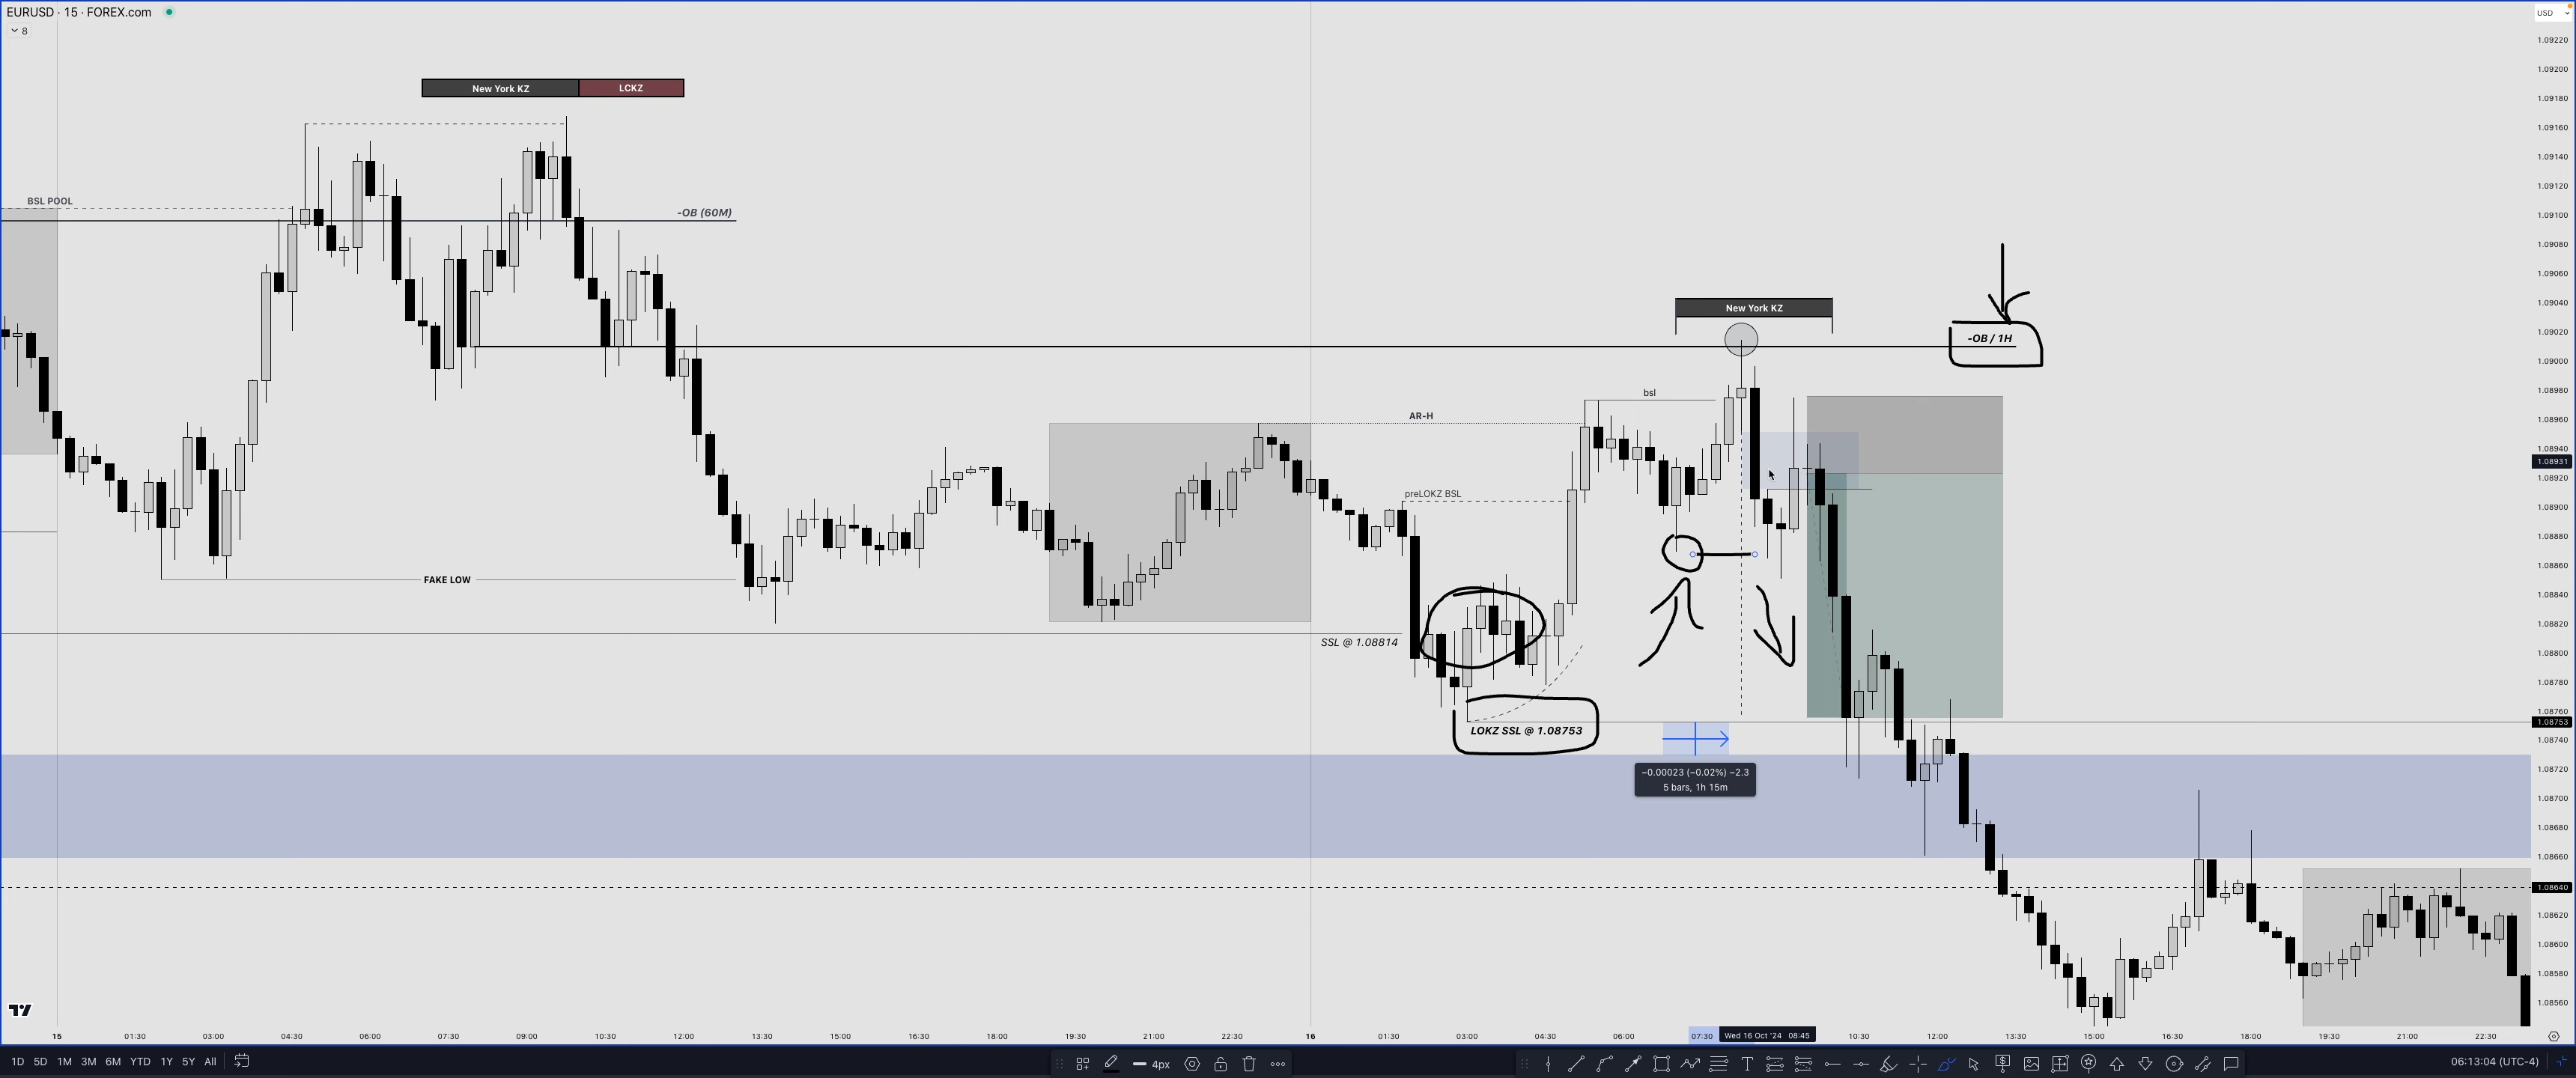 EURUSD · 15 · FOREX.com
8
USD
New York KZ
LCKZ
BSL POOL
-OB (60M)
New York KZ
-OB / 1H
bsl
AR-H
preLOKZ BSL
FAKE LOW
SSL @ 1.08814
LOKZ SSL @ 1.08753
−0.00023 (−0.02%) −2.3
5 bars, 1h 15m
1.09220
1.09200
1.09180
1.09160
1.09140
1.09120
1.09100
1.09080
1.09060
1.09040
1.09020
1.09000
1.08980
1.08960
1.08940
1.08931
1.08920
1.08900
1.08880
1.08860
1.08840
1.08820
1.08800
1.08780
1.08760
1.08753
1.08740
1.08720
1.08700
1.08680
1.08660
1.08640
1.08620
1.08600
1.08580
1.08560
15 01:30 03:00 04:30 06:00 07:30 09:00 10:30 12:00 13:30 15:00 16:30 18:00 19:30 21:00 22:30 16 01:30 03:00 04:30 06:00 07:30 Wed 16 Oct '24 08:45 10:30 12:00 13:30 15:00 16:30 18:00 19:30 21:00 22:30
1D 5D 1M 3M 6M YTD 1Y 5Y All 4px 06:13:04 (UTC-4)